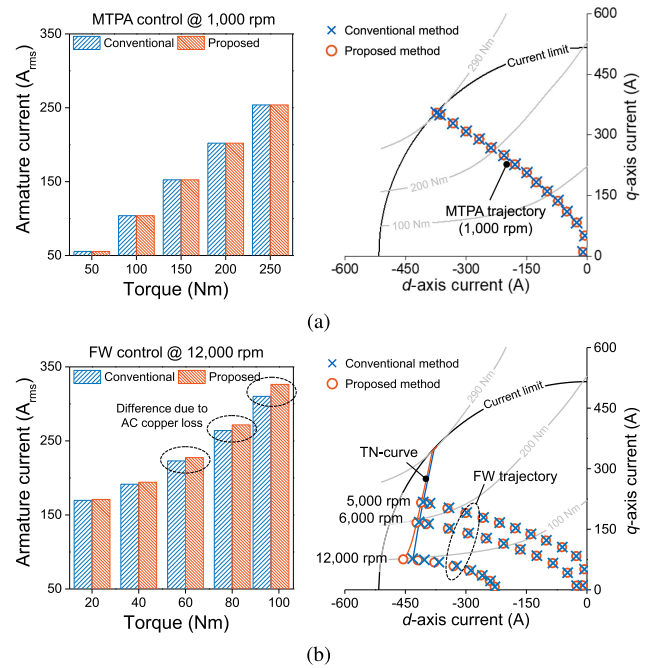 MTPA control @ 1,000 rpm
Conventional
Proposed
Armature current (Arms)
350
250
150
50
50
100
150
200
250
Torque (Nm)
Conventional method
Proposed method
290 Nm
Current limit
200 Nm
100 Nm
MTPA trajectory
(1,000 rpm)
600
450
300
150
0
q-axis current (A)
-600
-450
-300
-150
0
d-axis current (A)
(a)
FW control @ 12,000 rpm
Conventional
Proposed
Difference due to
AC copper loss
Armature current (Arms)
350
250
150
50
20
40
60
80
100
Torque (Nm)
Conventional method
Proposed method
290 Nm
Current limit
TN-curve
200 Nm
FW trajectory
5,000 rpm
6,000 rpm
100 Nm
12,000 rpm
600
450
300
150
0
q-axis current (A)
-600
-450
-300
-150
0
d-axis current (A)
(b)